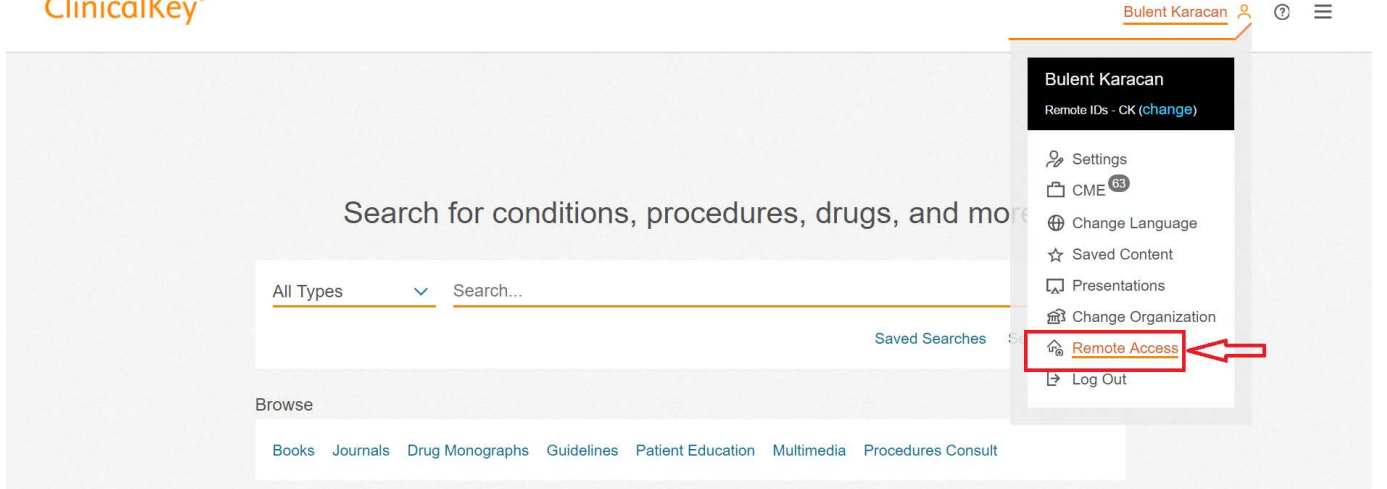 ClinicalKey
Bulent Karacan
Bulent Karacan
Remote IDs - CK (change)
Settings
CME 63
Change Language
Saved Content
Presentations
Change Organization
Remote Access
Log Out
Search for conditions, procedures, drugs, and more
All Types
Search...
Saved Searches
Browse
Books Journals Drug Monographs Guidelines Patient Education Multimedia Procedures Consult